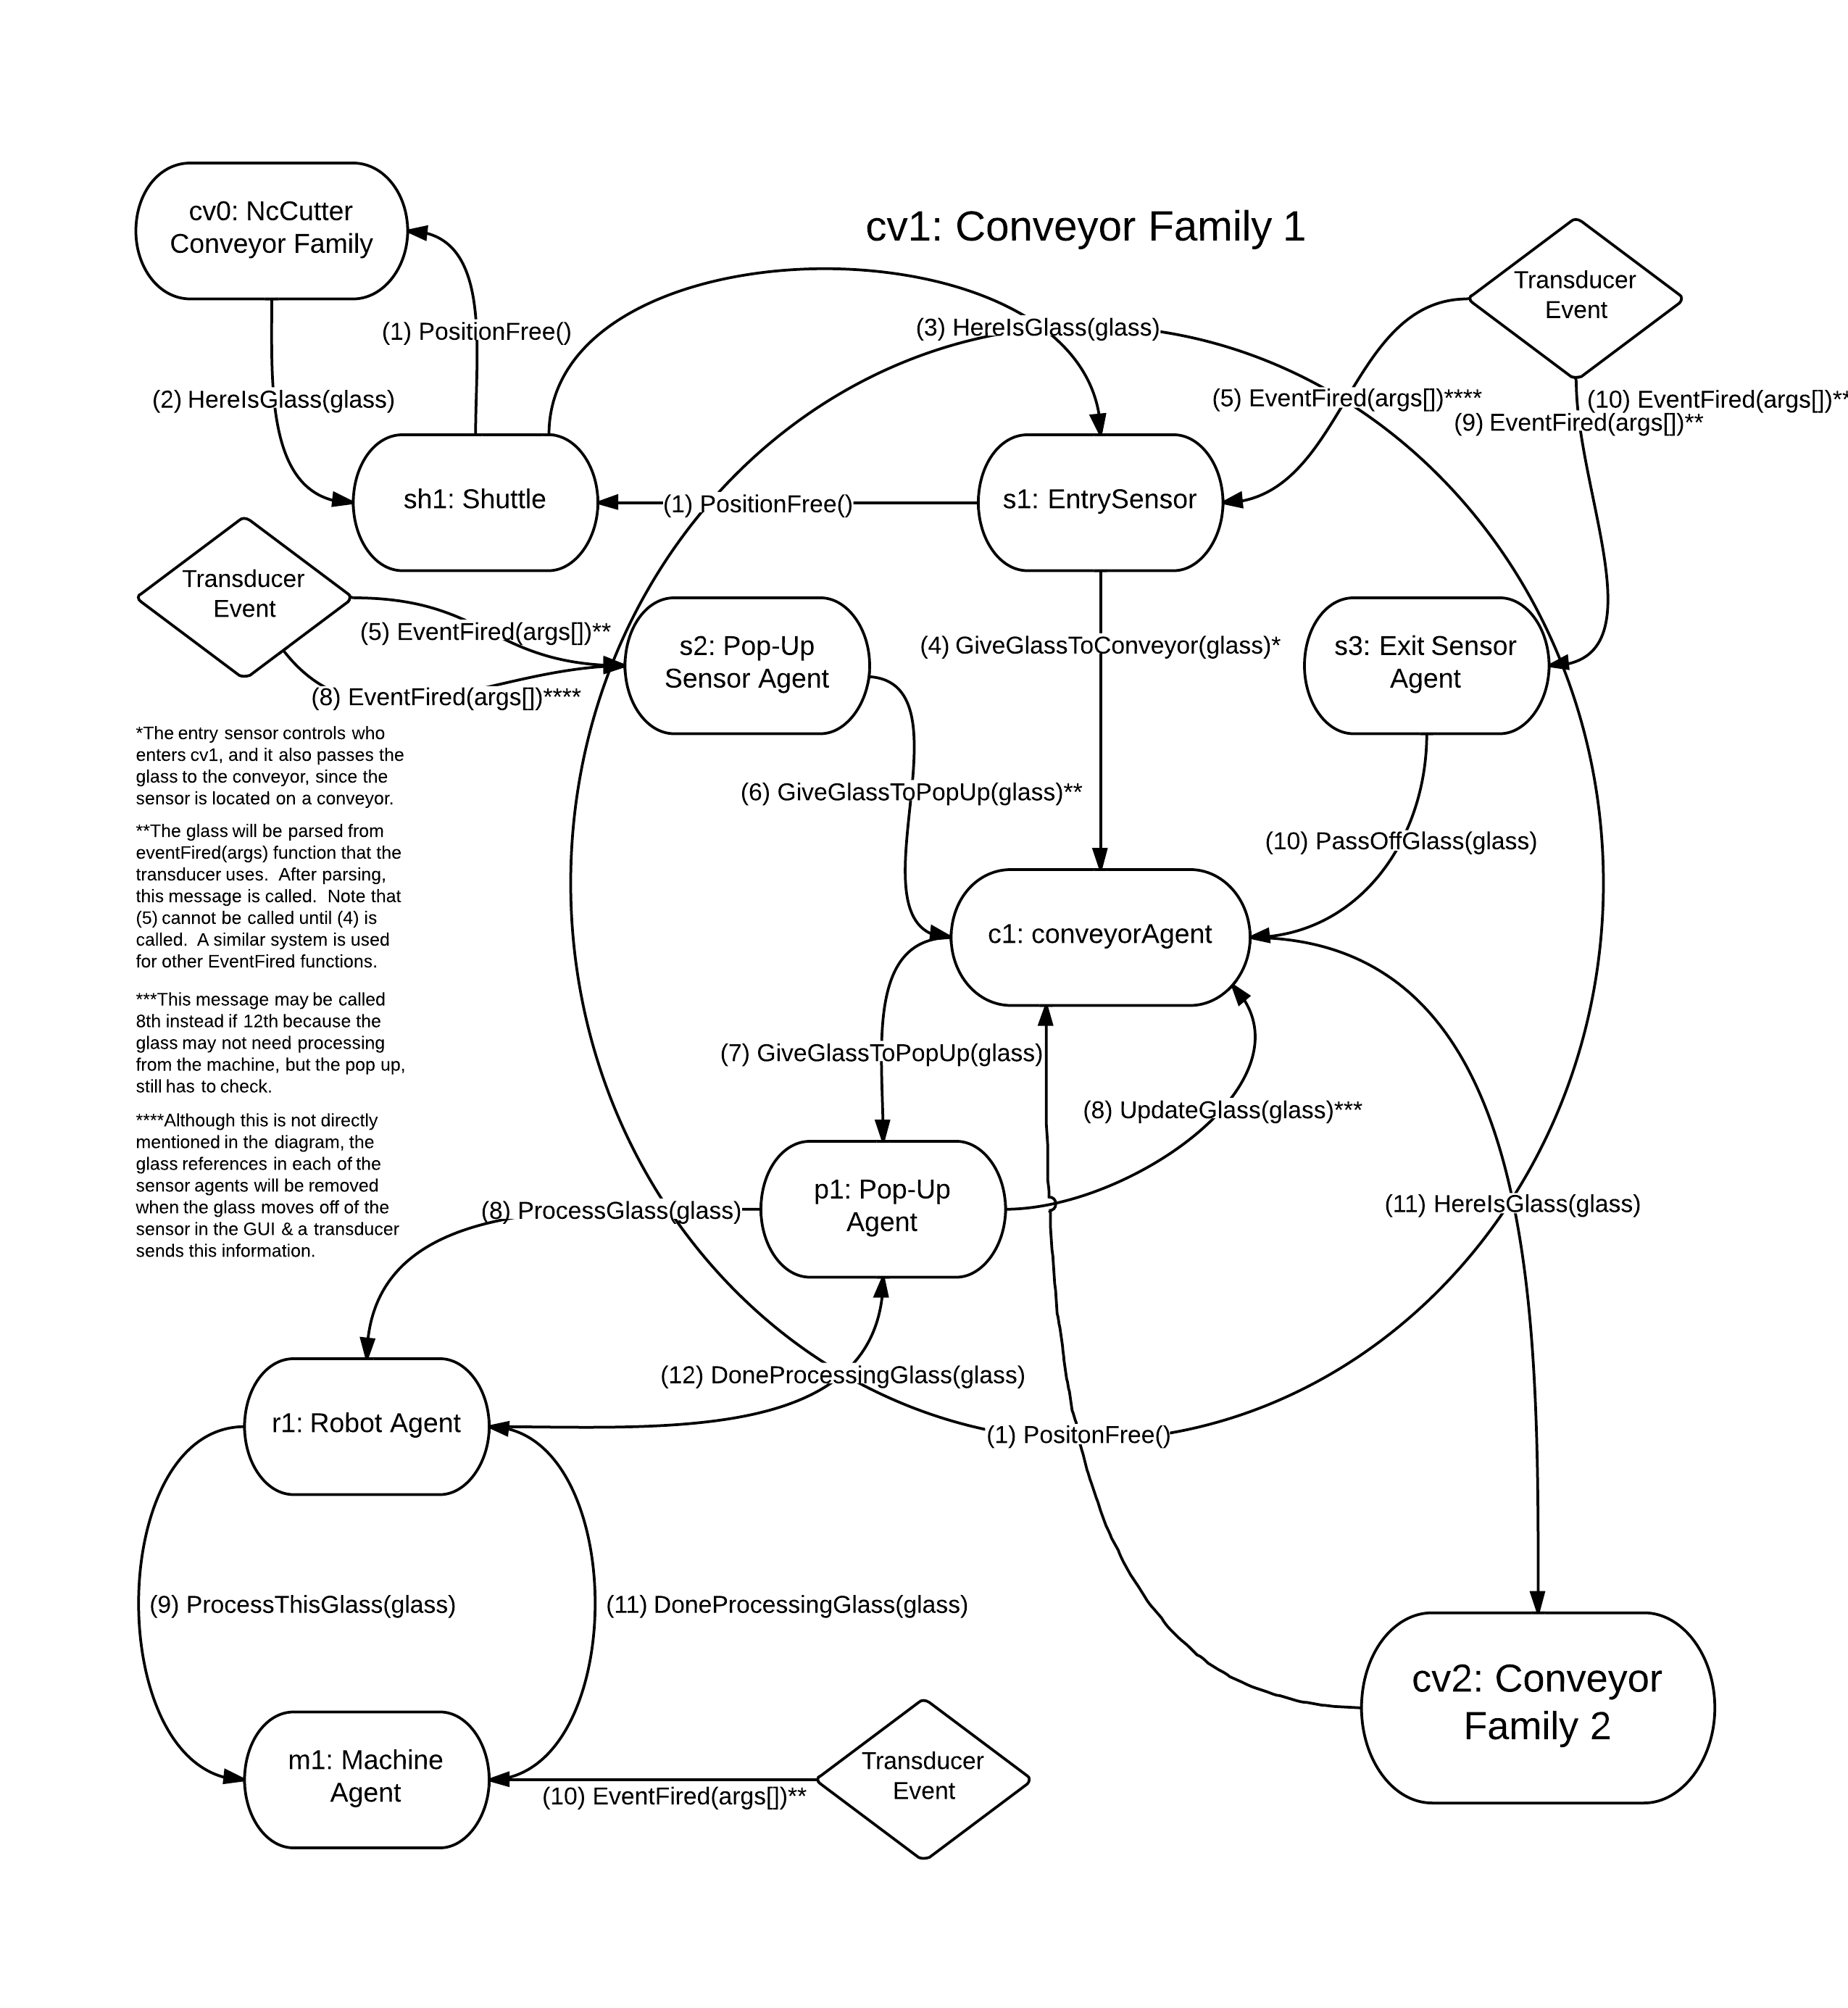 cv0: NcCutter
Conveyor Family
cv1: Conveyor Family 1
Transducer
Event
(1) PositionFree()
(3) HereIsGlass(glass)
(2) HereIsGlass(glass)
(5) EventFired(args[])****
(10) EventFired(args[])**
(9) EventFired(args[])**
sh1: Shuttle
(1) PositionFree()
s1: EntrySensor
Transducer
Event
(5) EventFired(args[])**
s2: Pop-Up
Sensor Agent
(4) GiveGlassToConveyor(glass)*
s3: Exit Sensor
Agent
(8) EventFired(args[])****
*The entry sensor controls who
enters cv1, and it also passes the
glass to the conveyor, since the
sensor is located on a conveyor.
**The glass will be parsed from
eventFired(args) function that the
transducer uses.  After parsing,
this message is called.  Note that
(5) cannot be called until (4) is
called.  A similar system is used
for other EventFired functions.
***This message may be called
8th instead if 12th because the
glass may not need processing
from the machine, but the pop up,
still has to check.
****Although this is not directly
mentioned in the diagram, the
glass references in each of the
sensor agents will be removed
when the glass moves off of the
sensor in the GUI & a transducer
sends this information.
(6) GiveGlassToPopUp(glass)**
(10) PassOffGlass(glass)
c1: conveyorAgent
(7) GiveGlassToPopUp(glass)
(8) UpdateGlass(glass)***
p1: Pop-Up
Agent
(8) ProcessGlass(glass)
(11) HereIsGlass(glass)
(12) DoneProcessingGlass(glass)
r1: Robot Agent
(1) PositonFree()
(9) ProcessThisGlass(glass)
(11) DoneProcessingGlass(glass)
cv2: Conveyor
Family 2
m1: Machine
Agent
(10) EventFired(args[])**
Transducer
Event